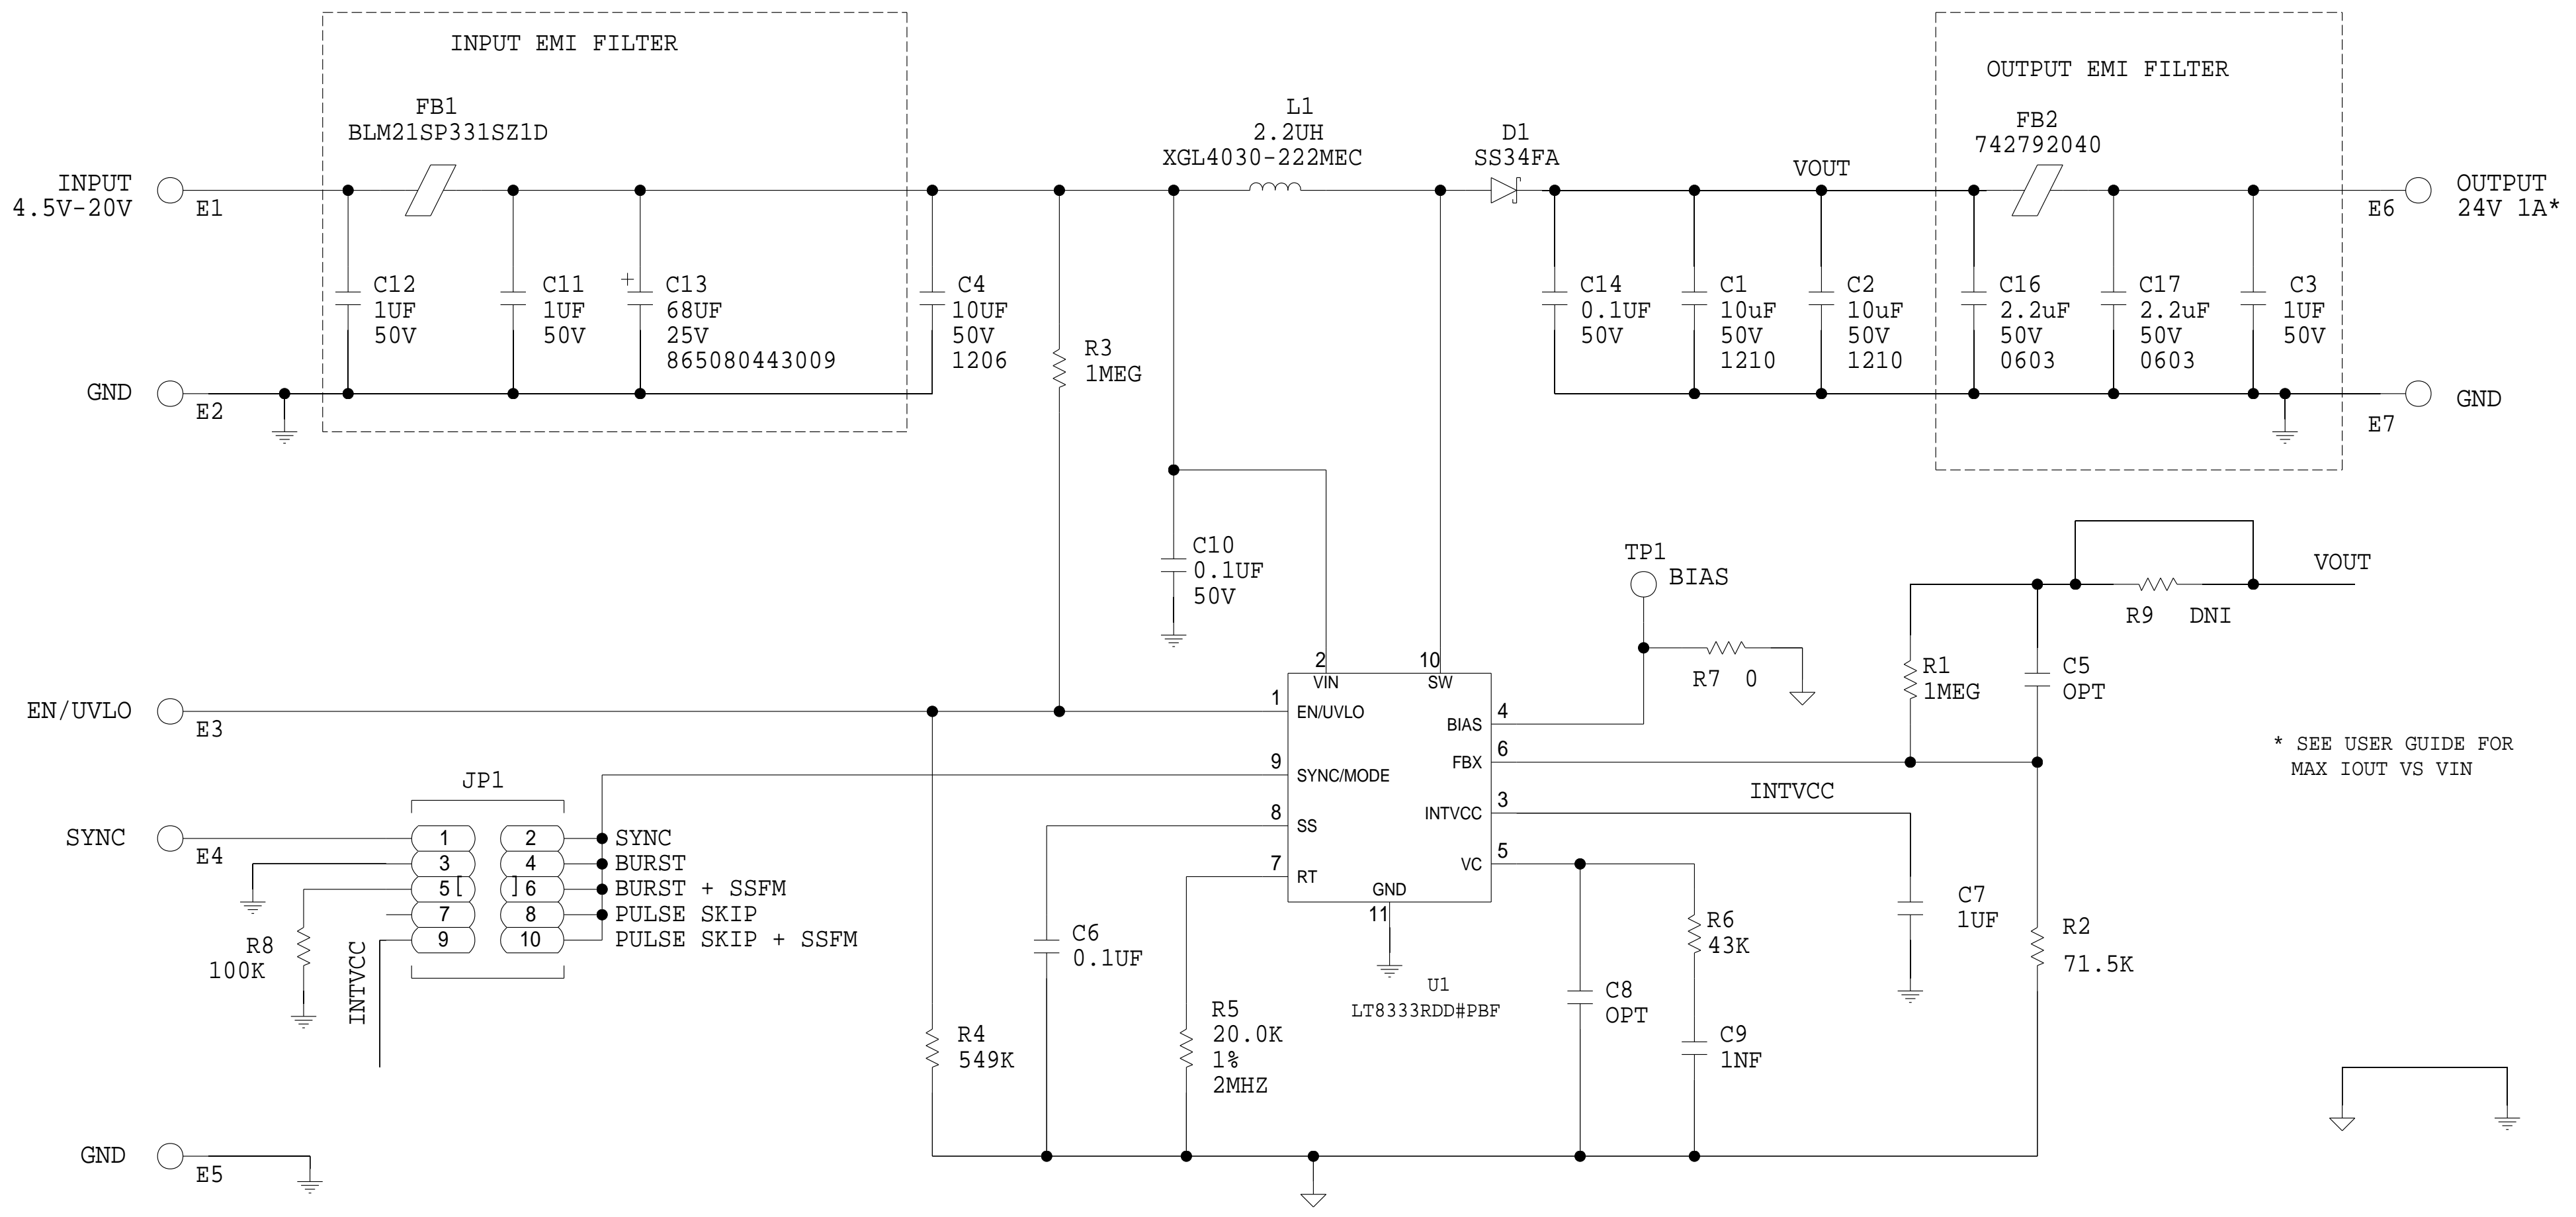 INPUT EMI FILTER
FB1
BLM21SP331SZ1D
INPUT
4.5V-20V
E1
C12
1UF
50V
C11
1UF
50V
+
C13
68UF
25V
865080443009
C4
10UF
50V
1206
GND
E2
R3
1MEG
L1
2.2UH
XGL4030-222MEC
D1
SS34FA
VOUT
OUTPUT EMI FILTER
FB2
742792040
OUTPUT
24V 1A*
E6
C14
0.1UF
50V
C1
10uF
50V
1210
C2
10uF
50V
1210
C16
2.2uF
50V
0603
C17
2.2uF
50V
0603
C3
1UF
50V
GND
E7
C10
0.1UF
50V
TP1
BIAS
R7 0
VOUT
R9 DNI
R1
1MEG
C5
OPT
* SEE USER GUIDE FOR
MAX IOUT VS VIN
EN/UVLO
E3
2
VIN
10
SW
1
EN/UVLO
9
SYNC/MODE
8
SS
7
RT
4
BIAS
6
FBX
3
INTVCC
5
VC
GND
11
U1
LT8333RDD#PBF
INTVCC
JP1
SYNC
E4
1 2 SYNC
3 4 BURST
5[ ]6 BURST + SSFM
7 8 PULSE SKIP
9 10 PULSE SKIP + SSFM
R8
100K
INTVCC
C6
0.1UF
R4
549K
R5
20.0K
1%
2MHZ
C8
OPT
R6
43K
C9
1NF
C7
1UF
R2
71.5K
GND
E5